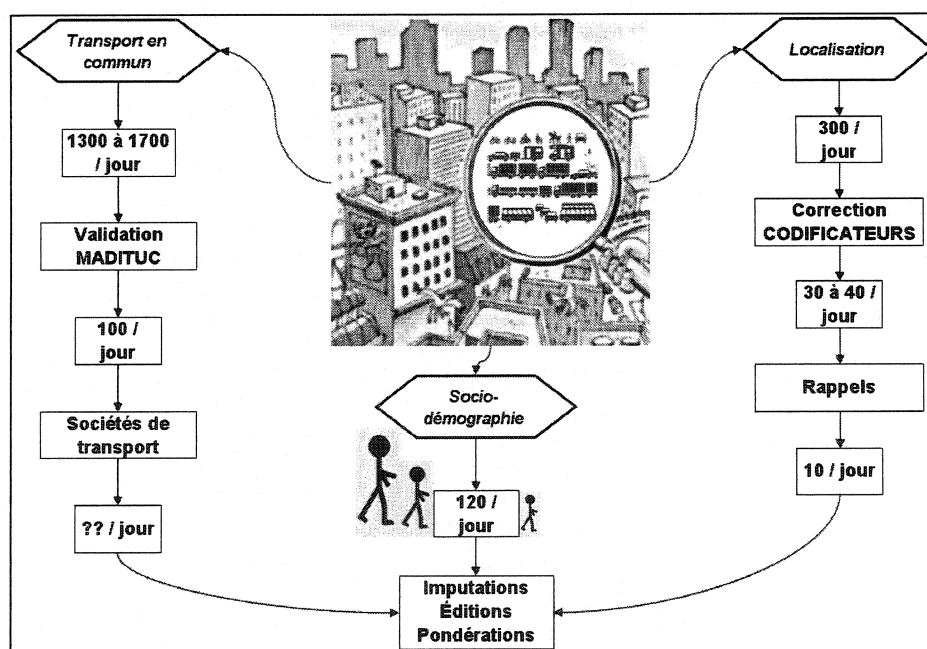 Transport en
commun
1300 à 1700
/ jour
Validation
MADITUC
100 /
jour
Sociétés de
transport
?? / jour
Socio-
démographie
120 /
jour
Localisation
300 /
jour
Correction
CODIFICATEURS
30 à 40 /
jour
Rappels
10 / jour
Imputations
Éditions
Pondérations